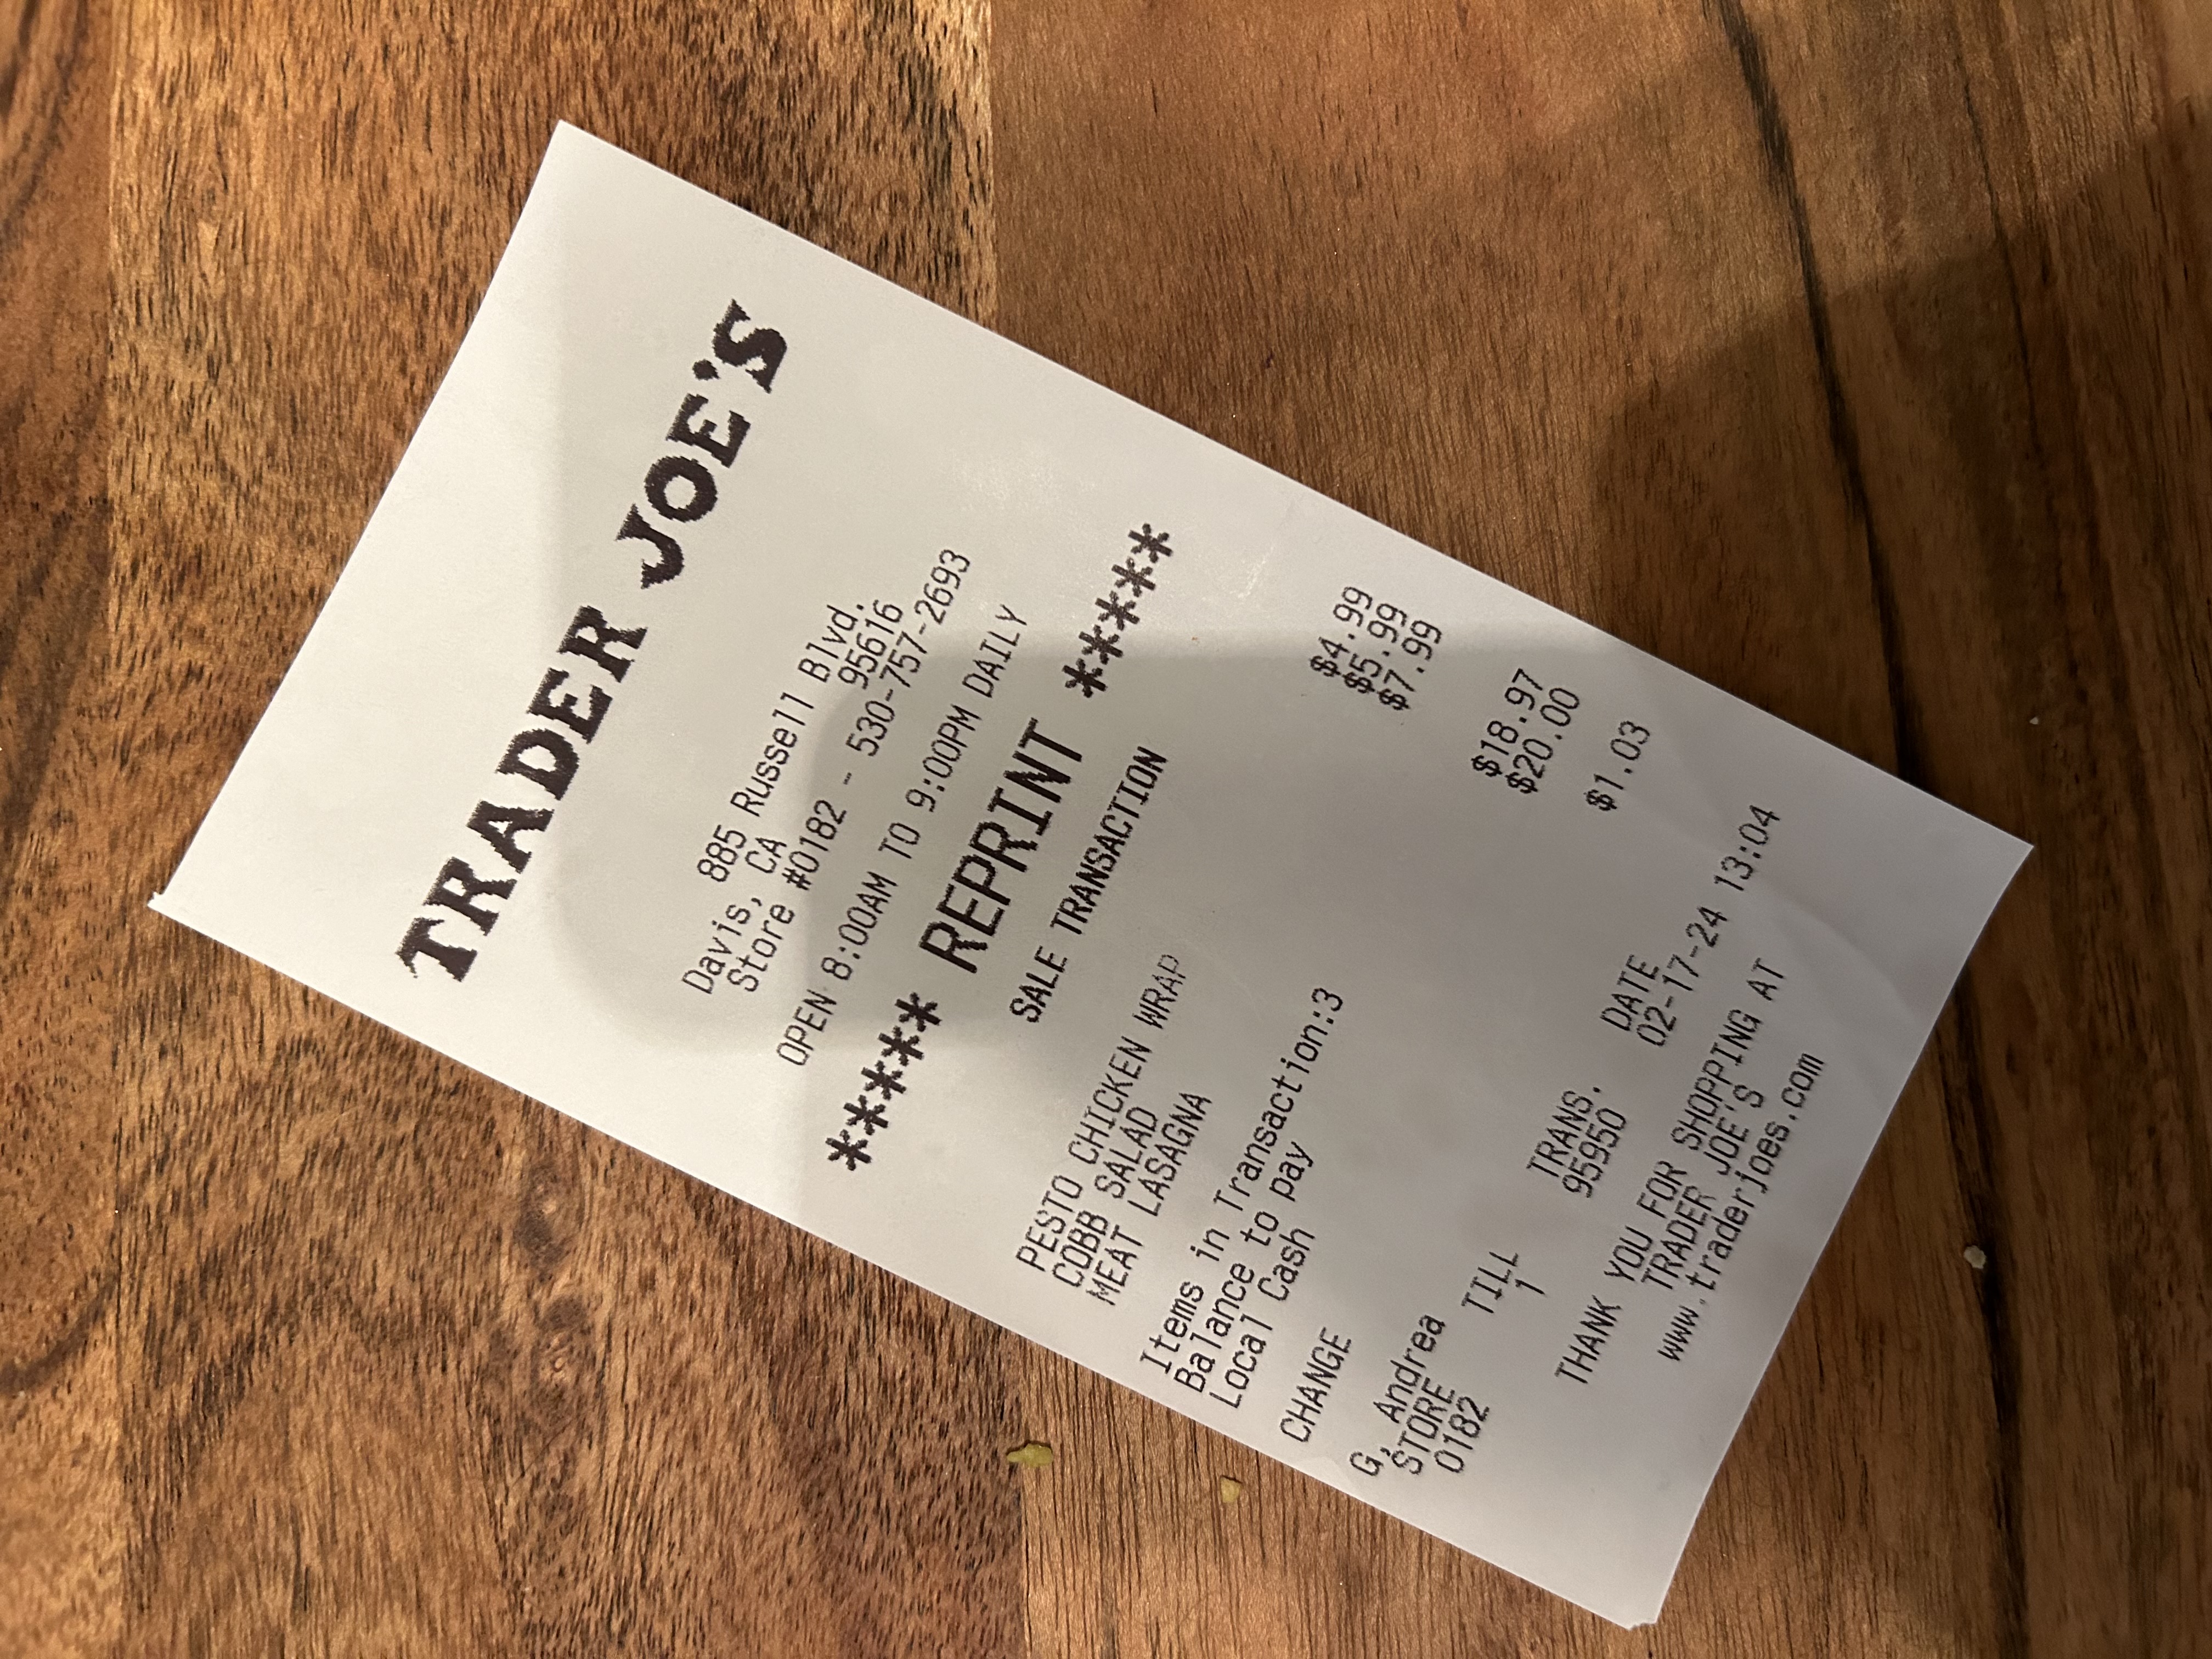 TRADER JOE'S
885 Russell Blvd.
Davis, CA 95616
Store #0182 - 530-757-2693
OPEN 8:00AM TO 9:00PM DAILY
***** REPRINT *****
SALE TRANSACTION
PESTO CHICKEN WRAP $4.99
COBB SALAD $5.99
MEAT LASAGNA $7.99
Items in Transaction:3
Balance to pay $18.97
Local Cash $20.00
CHANGE $1.03
G, Andrea
STORE TILL TRANS. DATE
0182 1 95950 02-17-24 13:04
THANK YOU FOR SHOPPING AT
TRADER JOE'S
www.traderjoes.com